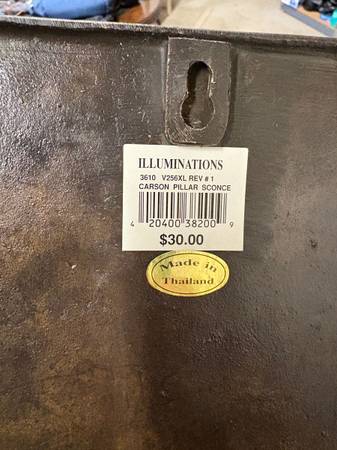 ILLUMINATIONS
3610 V256XL REV # 1
CARSON PILLAR SCONCE
4 20400 38200 9
$30.00
Made in
Thailand